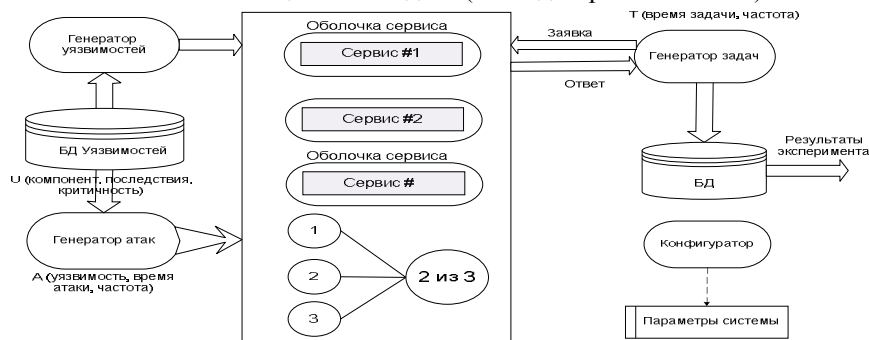 Генератор
уязвимостей
БД Уязвимостей
U (компонент, последствия,
критичность)
Генератор атак
А (уязвимость, время
атаки, частота)
Оболочка сервиса
Сервис #1
Сервис #2
Оболочка сервиса
Сервис #
1
2
3
2 из 3
Заявка
Ответ
Т (время задачи, частота)
Генератор задач
БД
Результаты
эксперимента
Конфигуратор
Параметры системы